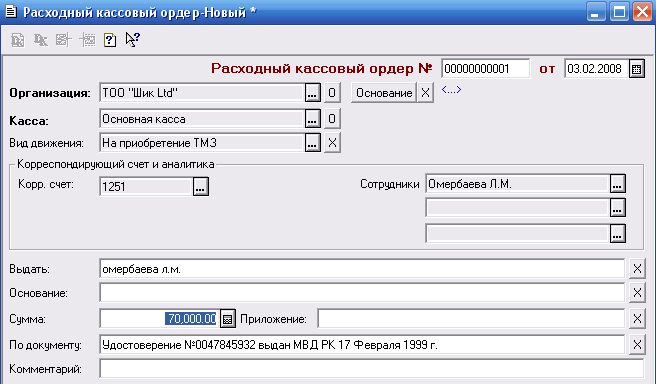 Расходный кассовый ордер-Новый *
Расходный кассовый ордер № 00000000001 от 03.02.2008
Организация: ТОО "Шик Ltd" ... О Основание X <...>
Касса: Основная касса ... О
Вид движения: На приобретение ТМЗ ... X
Корреспондирующий счет и аналитика
Корр. счет: 1251 ... Сотрудники Омербаева Л.М. ...
...
...
Выдать: омербаева л.м. X
Основание: X
Сумма: 70,000.00 Приложение: X
По документу: Удостоверение №0047845932 выдан МВД РК 17 Февраля 1999 г. X
Комментарий: